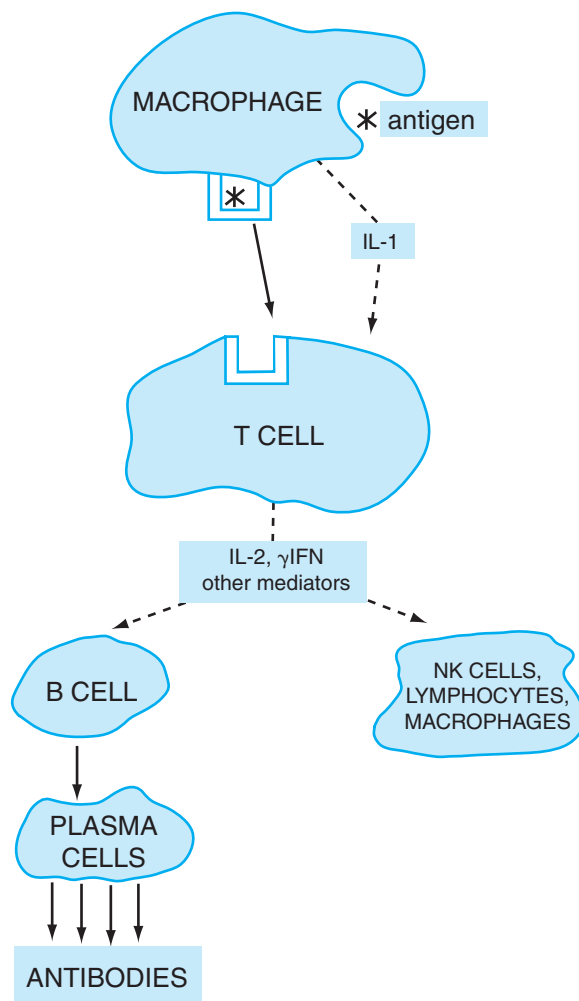 MACROPHAGE
* antigen
*
IL-1
T CELL
IL-2, γIFN
other mediators
B CELL
NK CELLS,
LYMPHOCYTES,
MACROPHAGES
PLASMA
CELLS
ANTIBODIES